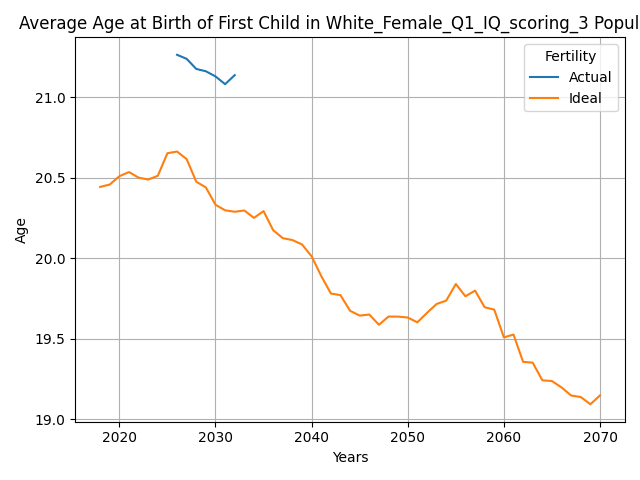 Average Age at Birth of First Child in White_Female_Q1_IQ_scoring_3 Popul
Fertility
Actual
Ideal
21.0
20.5
20.0
19.5
19.0
Age
2020 2030 2040 2050 2060 2070
Years